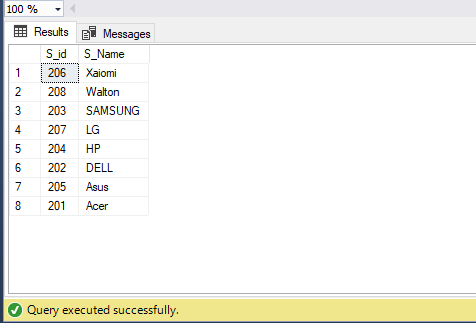 100 %
Results Messages
S_id S_Name
1 206 Xaiomi
2 208 Walton
3 203 SAMSUNG
4 207 LG
5 204 HP
6 202 DELL
7 205 Asus
8 201 Acer
Query executed successfully.